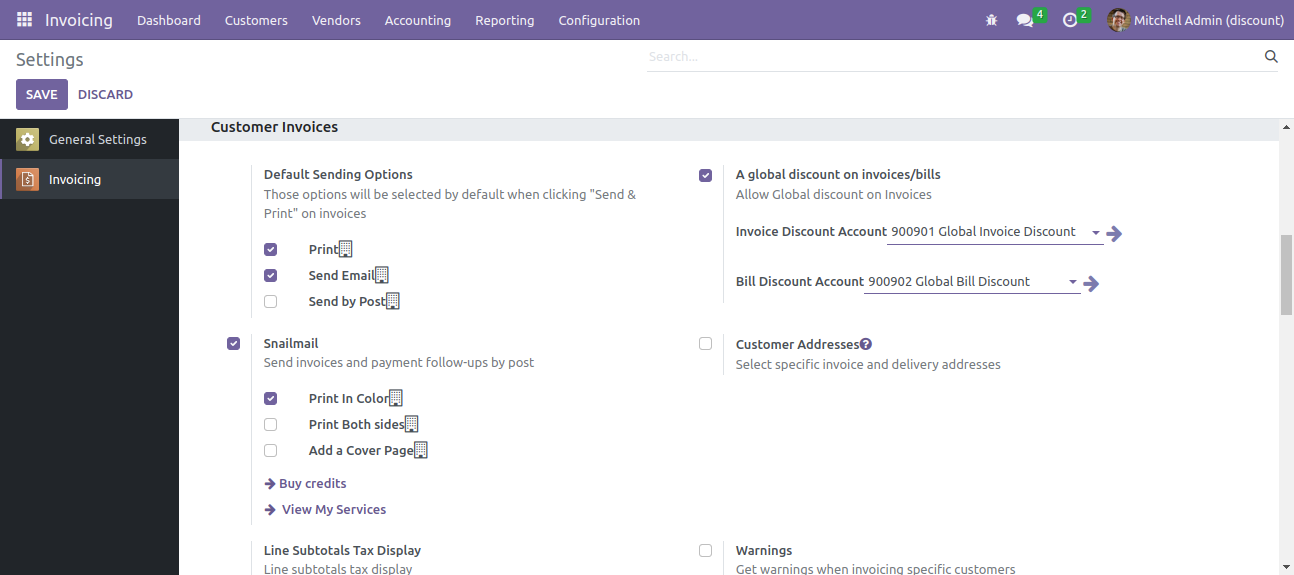 Invoicing Dashboard Customers Vendors Accounting Reporting Configuration 4 2 Mitchell Admin (discount)
Settings
Search...
SAVE DISCARD
General Settings
Invoicing
Customer Invoices
Default Sending Options
Those options will be selected by default when clicking "Send &
Print" on invoices
Print
Send Email
Send by Post
A global discount on invoices/bills
Allow Global discount on Invoices
Invoice Discount Account 900901 Global Invoice Discount
Bill Discount Account 900902 Global Bill Discount
Snailmail
Send invoices and payment follow-ups by post
Print In Color
Print Both sides
Add a Cover Page
Buy credits
View My Services
Customer Addresses?
Select specific invoice and delivery addresses
Line Subtotals Tax Display
Line subtotals tax display
Warnings
Get warnings when invoicing specific customers